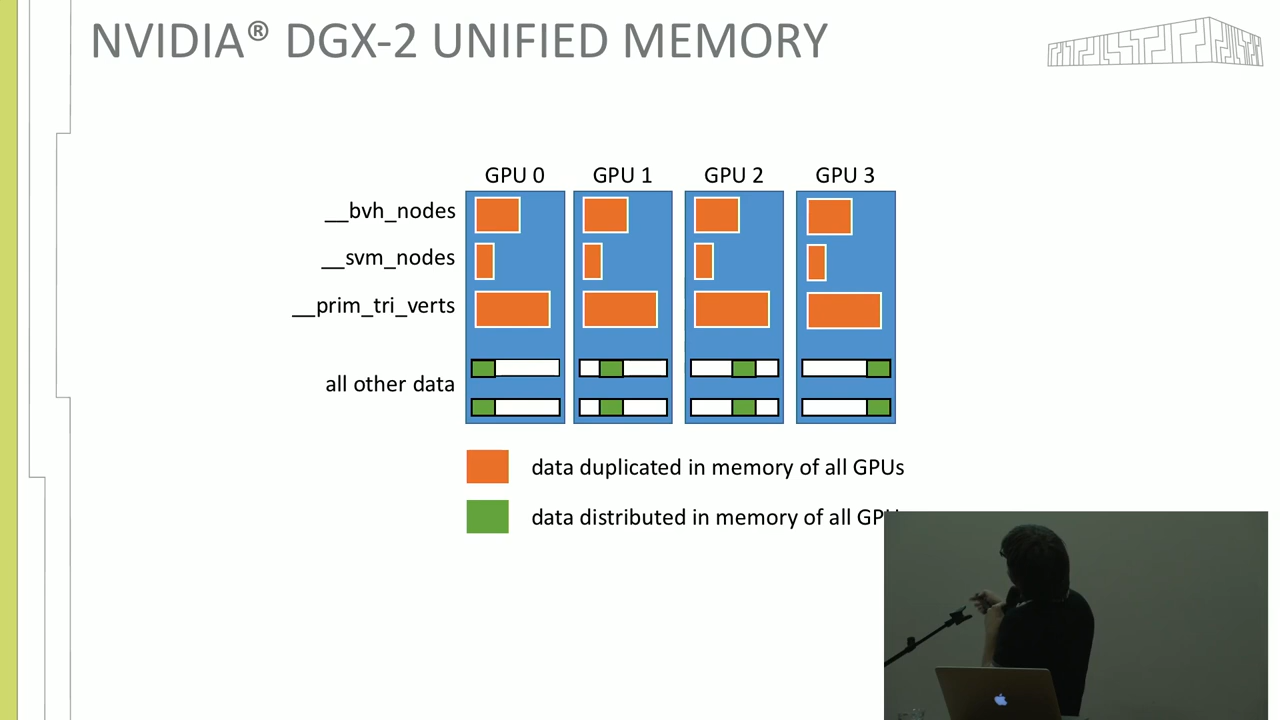 NVIDIA® DGX-2 UNIFIED MEMORY
GPU 0 GPU 1 GPU 2 GPU 3
__bvh_nodes
__svm_nodes
__prim_tri_verts
all other data
data duplicated in memory of all GPUs
data distributed in memory of all